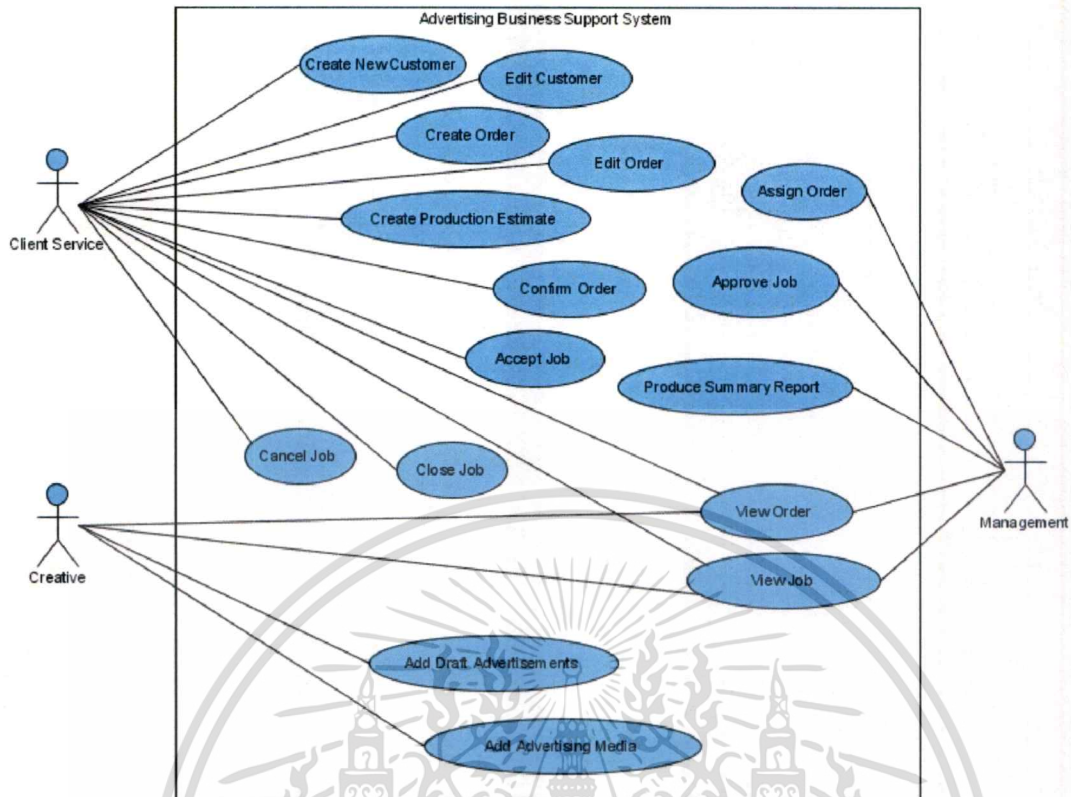 Advertising Business Support System
Create New Customer
Edit Customer
Create Order
Edit Order
Assign Order
Create Production Estimate
Client Service
Confirm Order
Approve Job
Accept Job
Produce Summary Report
Cancel Job
Close Job
View Order
Management
Creative
View Job
Add Draft Advertisements
Add Advertising Media